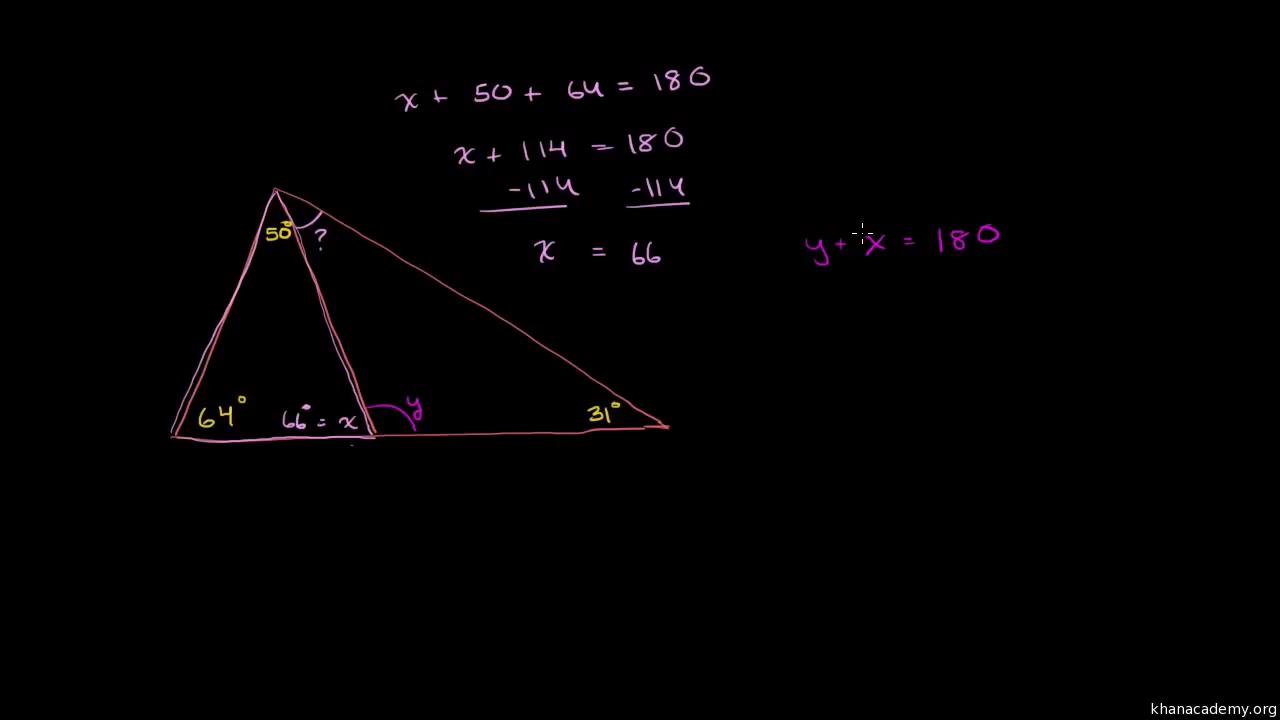 x + 50 + 64 = 180
x + 114 = 180
-114 -114
x = 66
y + x = 180
50°
?
64°
66° = x
y
31°
khanacademy.org